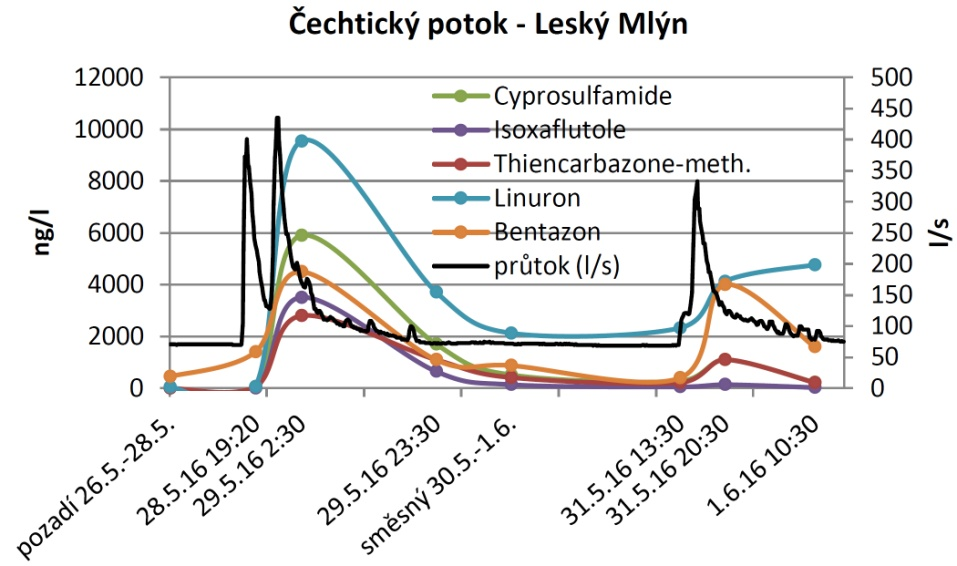 Čechtický potok - Leský Mlýn
12000
10000
8000
6000
4000
2000
0
ng/l
500
450
400
350
300
250
200
150
100
50
0
l/s
Cyprosulfamide
Isoxaflutole
Thiencarbazone-meth.
Linuron
Bentazon
průtok (l/s)
pozadí 26.5.-28.5.
28.5.16 19:20
29.5.16 2:30
29.5.16 23:30
směsný 30.5.-1.6.
31.5.16 13:30
31.5.16 20:30
1.6.16 10:30